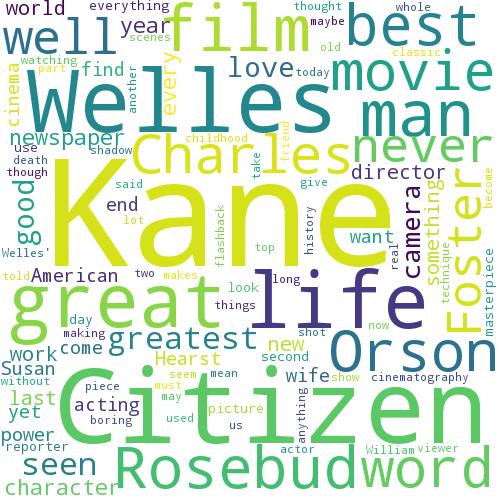 world
everything
year
film
best
thought
maybe
whole
well
scenes
old
watching
find
love
today
movie
cinema
part
another
every
classic
Welles
man
newspaper
childhood
friend
use
shadow
Charles
never
death
take
director
though
said
give
Kane
good
end
lot
want
camera
something
Foster
become
flashback
top
history
real
technique
masterpiece
Welles'
told
American
two
makes
look
long
great
life
things
day
now
making
greatest
new
shot
Orson
work
come
Hearst
second
Susan
wife
show
cinematography
without
seem
mean
piece
must
last
acting
may
picture
anything
Citizen
yet
boring
used
us
power
actor
William
viewer
reporter
seen
Rosebud
word
character